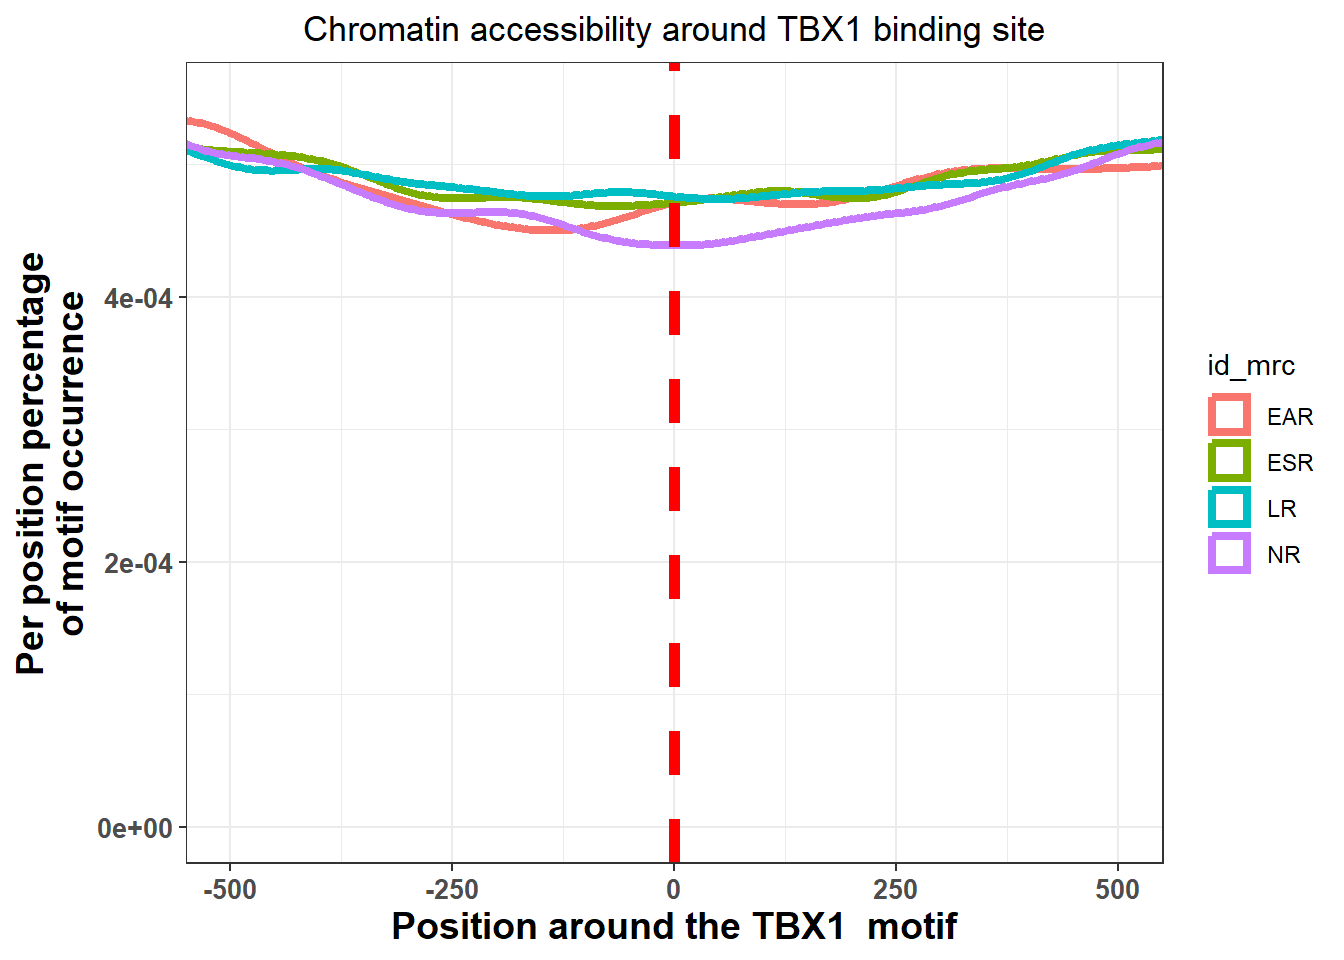 Chromatin accessibility around TBX1 binding site
Per position percentage
of motif occurrence
4e-04
2e-04
0e+00
-500
-250
0
250
500
Position around the TBX1  motif
id_mrc
EAR
ESR
LR
NR